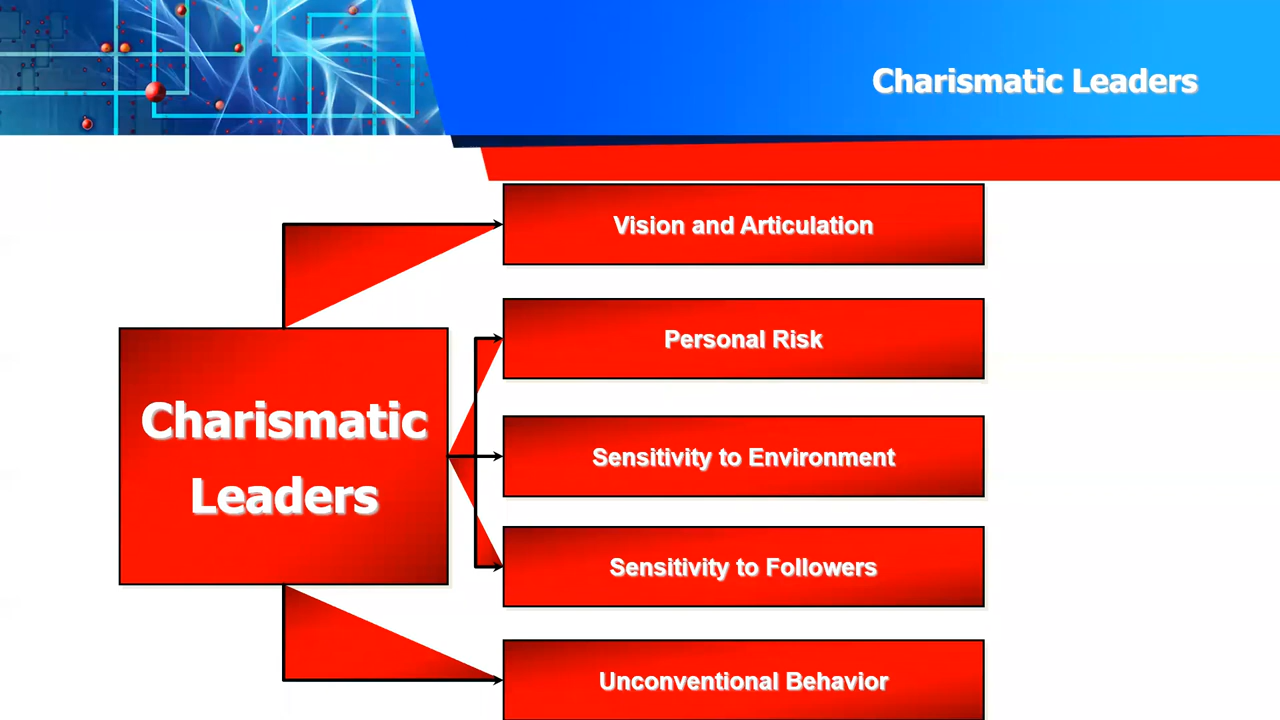 Charismatic Leaders
Vision and Articulation
Personal Risk
Charismatic
Leaders
Sensitivity to Environment
Sensitivity to Followers
Unconventional Behavior